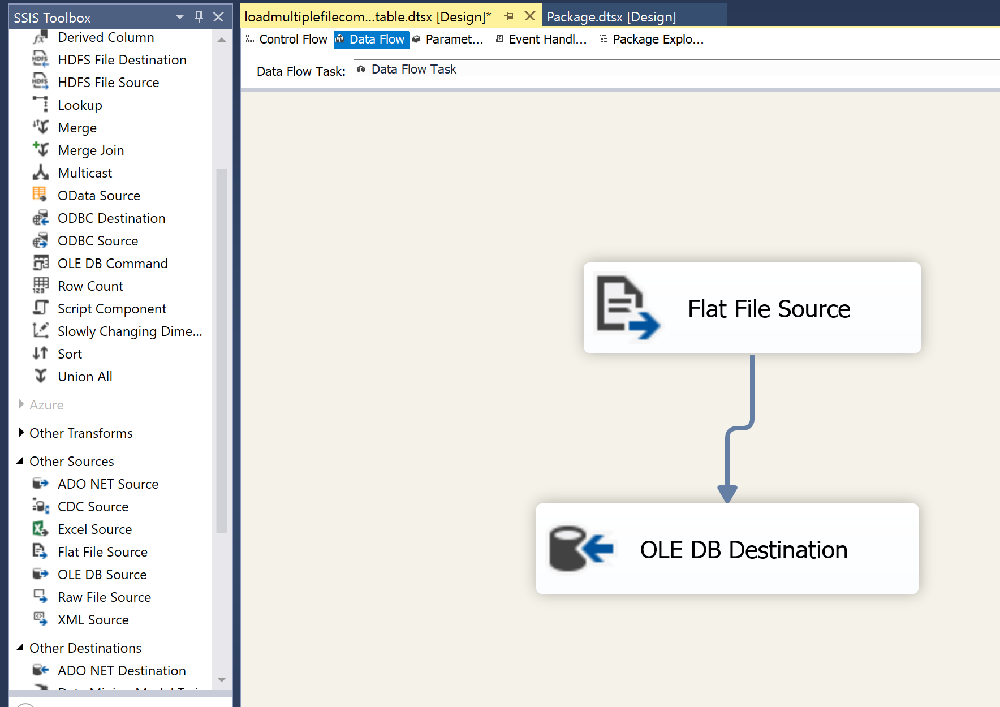 SSIS Toolbox
Derived Column
HDFS File Destination
HDFS File Source
Lookup
Merge
Merge Join
Multicast
OData Source
ODBC Destination
ODBC Source
OLE DB Command
Row Count
Script Component
Slowly Changing Dime...
Sort
Union All
Azure
Other Transforms
Other Sources
ADO NET Source
CDC Source
Excel Source
Flat File Source
OLE DB Source
Raw File Source
XML Source
Other Destinations
ADO NET Destination
loadmultiplefilecom...table.dtsx [Design]*
Package.dtsx [Design]
Control Flow
Data Flow
Paramet...
Event Handl...
Package Explo...
Data Flow Task:
Data Flow Task
Flat File Source
OLE DB Destination